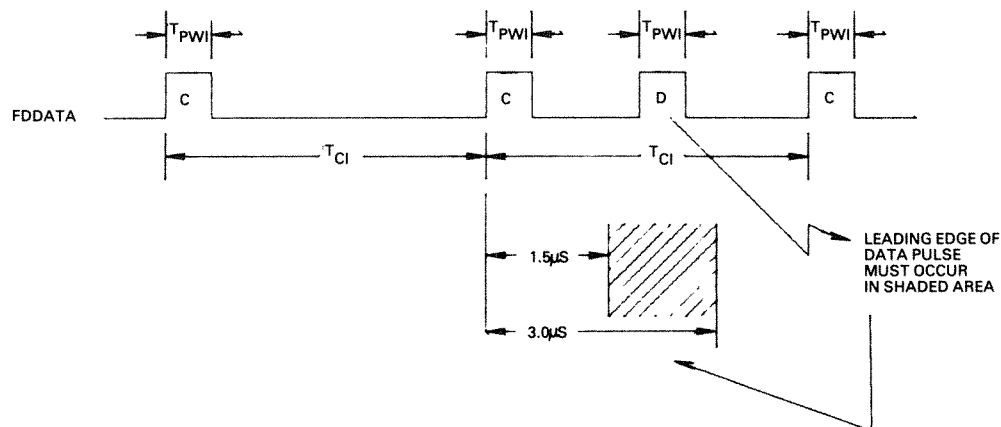 TPWI TPWI TPWI TPWI
C C D C
FDDATA
TCI TCI
LEADING EDGE OF
DATA PULSE
MUST OCCUR
IN SHADED AREA
1.5µS
3.0µS